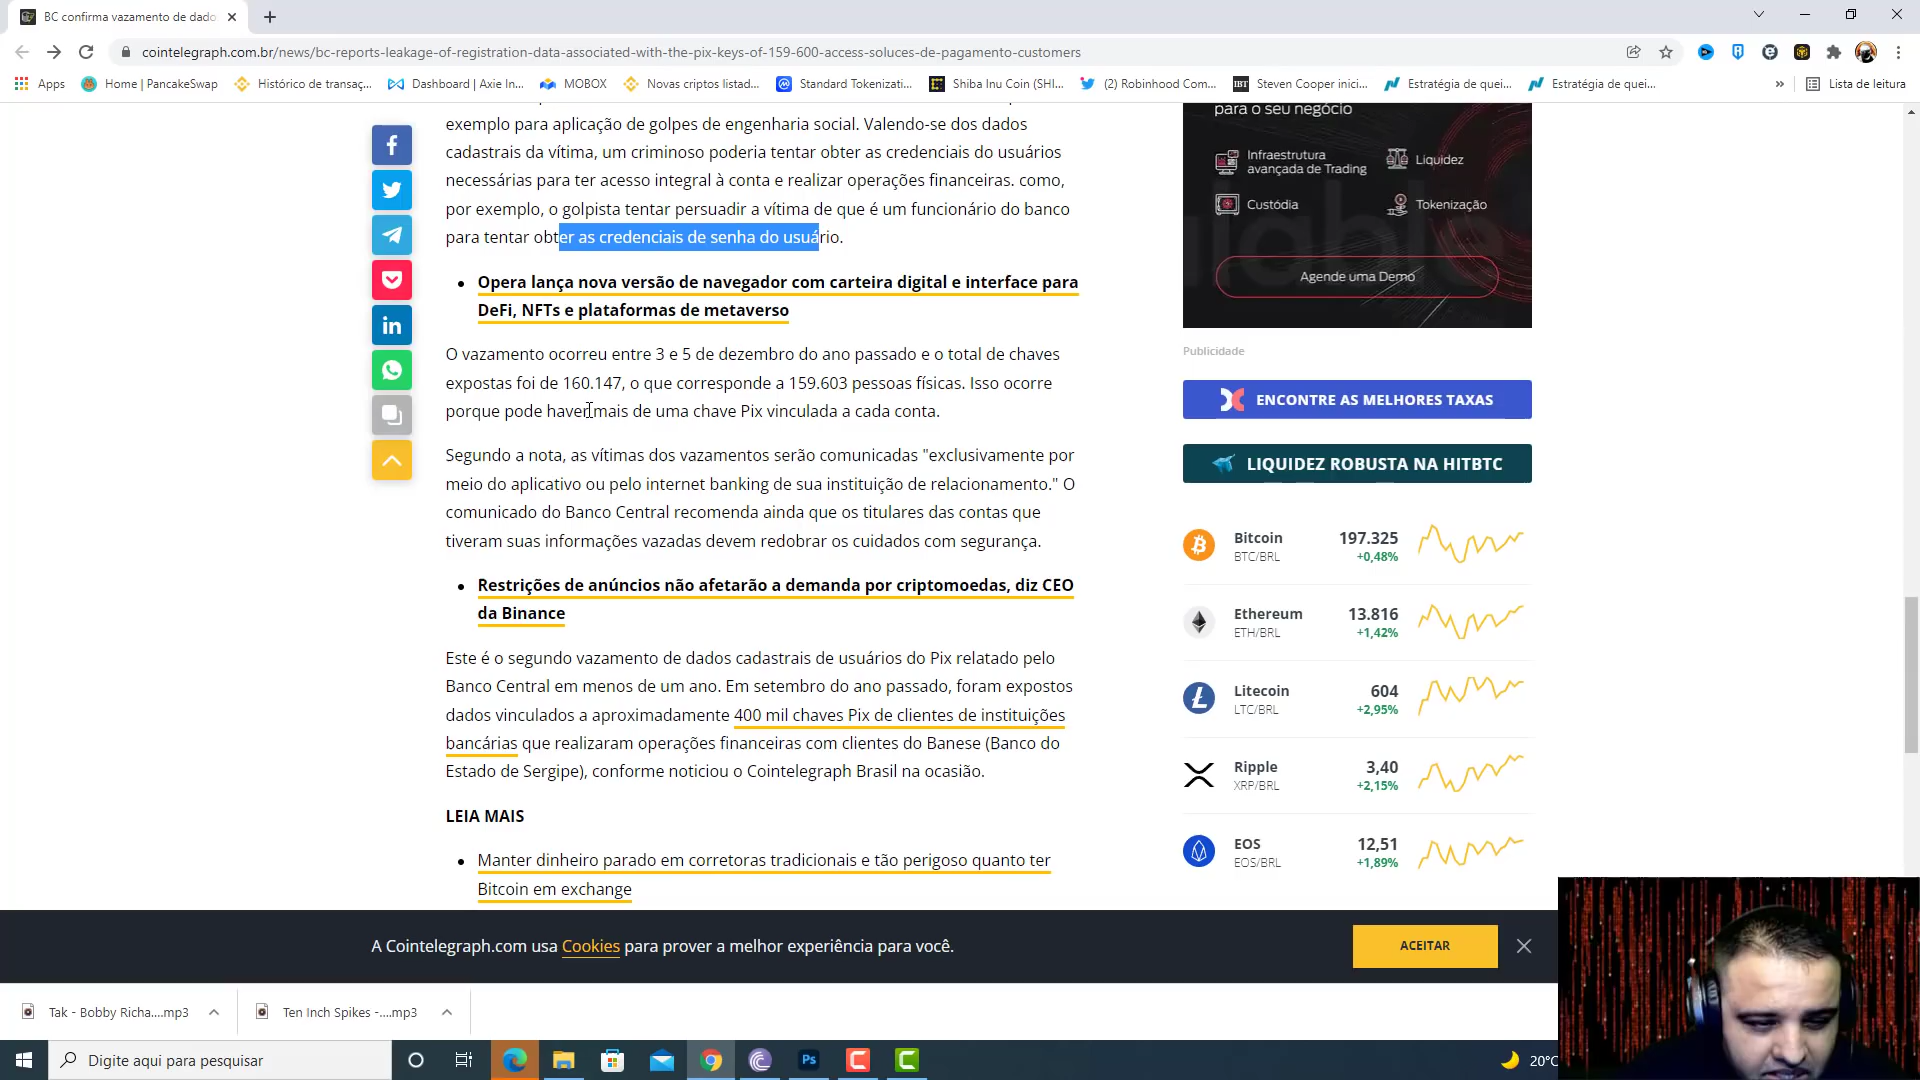 BC confirma vazamento de dado
cointelegraph.com.br/news/bc-reports-leakage-of-registration-data-associated-with-the-pix-keys-of-159-600-access-soluces-de-pagamento-customers
Apps
Home | PancakeSwap
Histórico de transaç...
Dashboard | Axie In...
MOBOX
Novas criptos listad...
Standard Tokenizati...
Shiba Inu Coin (SHI...
(2) Robinhood Com...
IBT
Steven Cooper inici...
Estratégia de quei...
Estratégia de quei...
»
Lista de leitura
exemplo para aplicação de golpes de engenharia social. Valendo-se dos dados
cadastrais da vítima, um criminoso poderia tentar obter as credenciais do usuários
necessárias para ter acesso integral à conta e realizar operações financeiras. como,
por exemplo, o golpista tentar persuadir a vítima de que é um funcionário do banco
para tentar obter as credenciais de senha do usuário.
• Opera lança nova versão de navegador com carteira digital e interface para
DeFi, NFTs e plataformas de metaverso
O vazamento ocorreu entre 3 e 5 de dezembro do ano passado e o total de chaves
expostas foi de 160.147, o que corresponde a 159.603 pessoas físicas. Isso ocorre
porque pode haver mais de uma chave Pix vinculada a cada conta.
Segundo a nota, as vítimas dos vazamentos serão comunicadas "exclusivamente por
meio do aplicativo ou pelo internet banking de sua instituição de relacionamento." O
comunicado do Banco Central recomenda ainda que os titulares das contas que
tiveram suas informações vazadas devem redobrar os cuidados com segurança.
• Restrições de anúncios não afetarão a demanda por criptomoedas, diz CEO
da Binance
Este é o segundo vazamento de dados cadastrais de usuários do Pix relatado pelo
Banco Central em menos de um ano. Em setembro do ano passado, foram expostos
dados vinculados a aproximadamente 400 mil chaves Pix de clientes de instituições
bancárias que realizaram operações financeiras com clientes do Banese (Banco do
Estado de Sergipe), conforme noticiou o Cointelegraph Brasil na ocasião.
LEIA MAIS
• Manter dinheiro parado em corretoras tradicionais e tão perigoso quanto ter
Bitcoin em exchange
para o seu negócio
Infraestrutura
avançada de Trading
Liquidez
Custódia
Tokenização
Agende uma Demo
Publicidade
ENCONTRE AS MELHORES TAXAS
LIQUIDEZ ROBUSTA NA HITBTC
Bitcoin 197.325
BTC/BRL +0,48%
Ethereum 13.816
ETH/BRL +1,42%
Litecoin 604
LTC/BRL +2,95%
Ripple 3,40
XRP/BRL +2,15%
EOS 12,51
EOS/BRL +1,89%
A Cointelegraph.com usa Cookies para prover a melhor experiência para você.
ACEITAR
Tak - Bobby Richa....mp3
Ten Inch Spikes -....mp3
Digite aqui para pesquisar
Ps
20°C